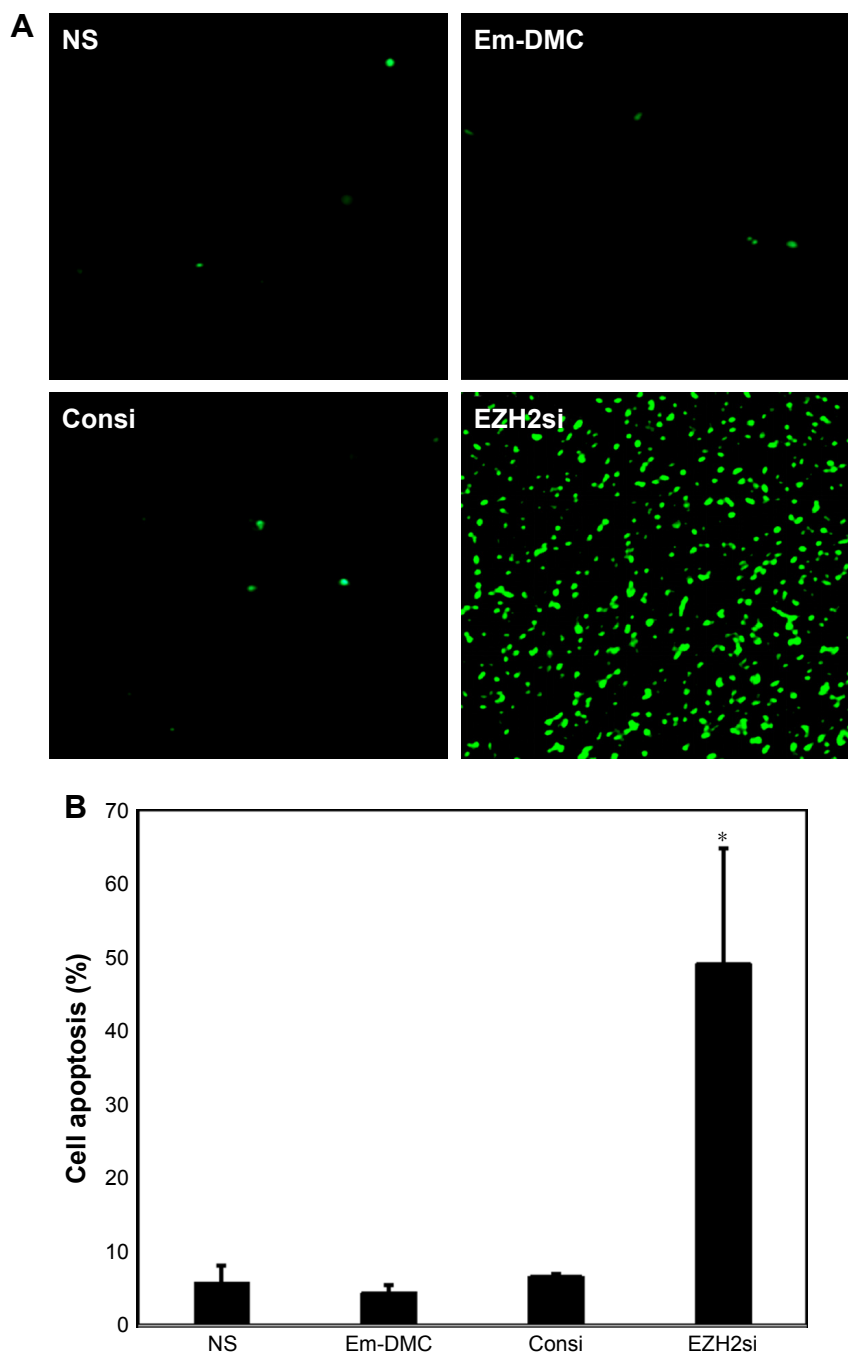 A
NS
Em-DMC
Consi
EZH2si
B
Cell apoptosis (%)
70
60
50
40
30
20
10
0
*
NS
Em-DMC
Consi
EZH2si